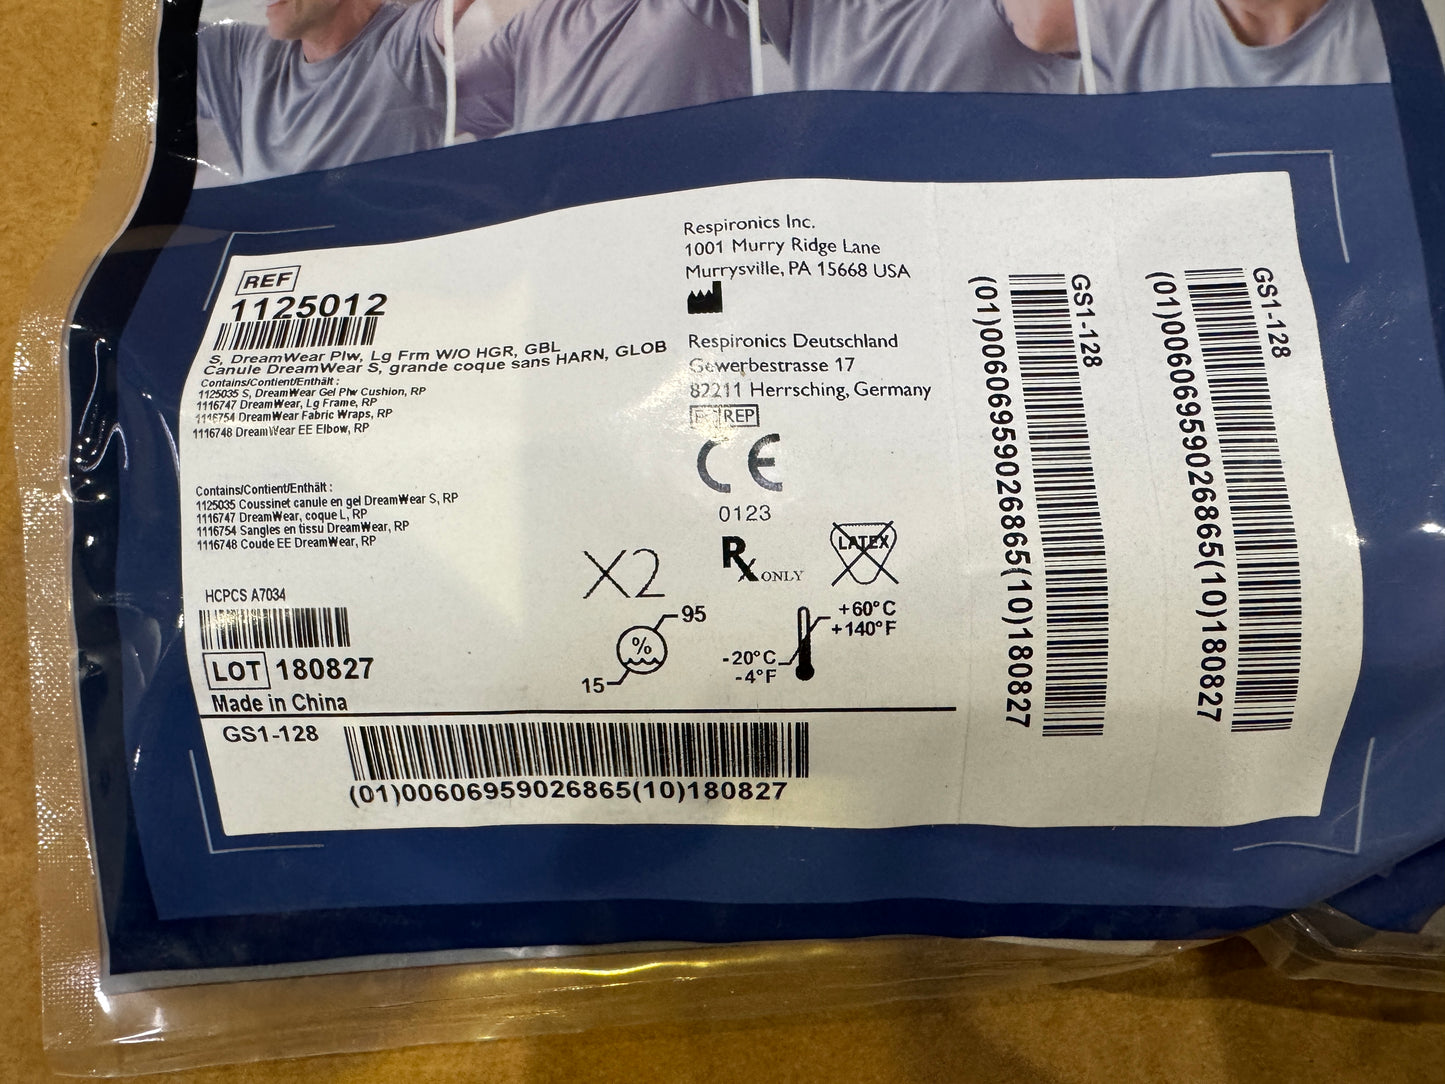 REF
1125012
S, DreamWear Plw, Lg Frm W/O HGR, GBL
Canule DreamWear S, grande coque sans HARN, GLOB
Contains/Contient/Enthält :
1125035 S, DreamWear Gel Plw Cushion, RP
1116747 DreamWear, Lg Frame, RP
1116754 DreamWear Fabric Wraps, RP
1116748 DreamWear EE Elbow, RP
Contains/Contient/Enthält :
1125035 Coussinet canule en gel DreamWear S, RP
1116747 DreamWear, coque L, RP
1116754 Sangles en tissu DreamWear, RP
1116748 Coude EE DreamWear, RP
HCPCS A7034
LOT 180827
Made in China
Respironics Inc.
1001 Murry Ridge Lane
Murrysville, PA 15668 USA
Respironics Deutschland
Gewerbestrasse 17
82211 Herrsching, Germany
REP
CE
0123
X2
Rx ONLY
LATEX
95
%
15
+60°C
+140°F
-20°C
-4°F
GS1-128
(01)00606959026865(10)180827
GS1-128
(01)00606959026865(10)180827
GS1-128
(01)00606959026865(10)180827